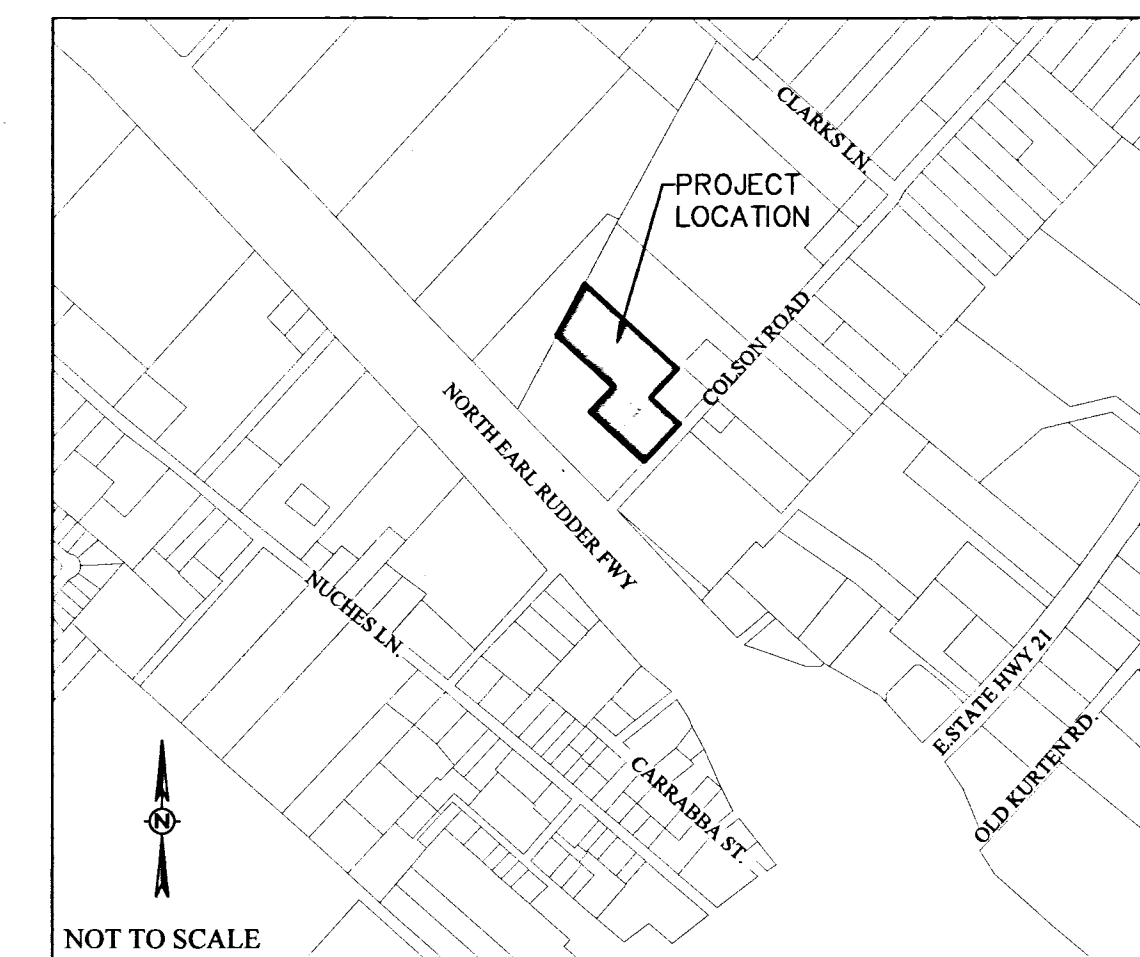 CLARKS LN.
PROJECT
LOCATION
COLSON ROAD
NORTH EARL RUDDER FWY
NUCHES LN.
E.STATE HWY 21
OLD KURTEN RD.
CARRABBA ST.
N
NOT TO SCALE